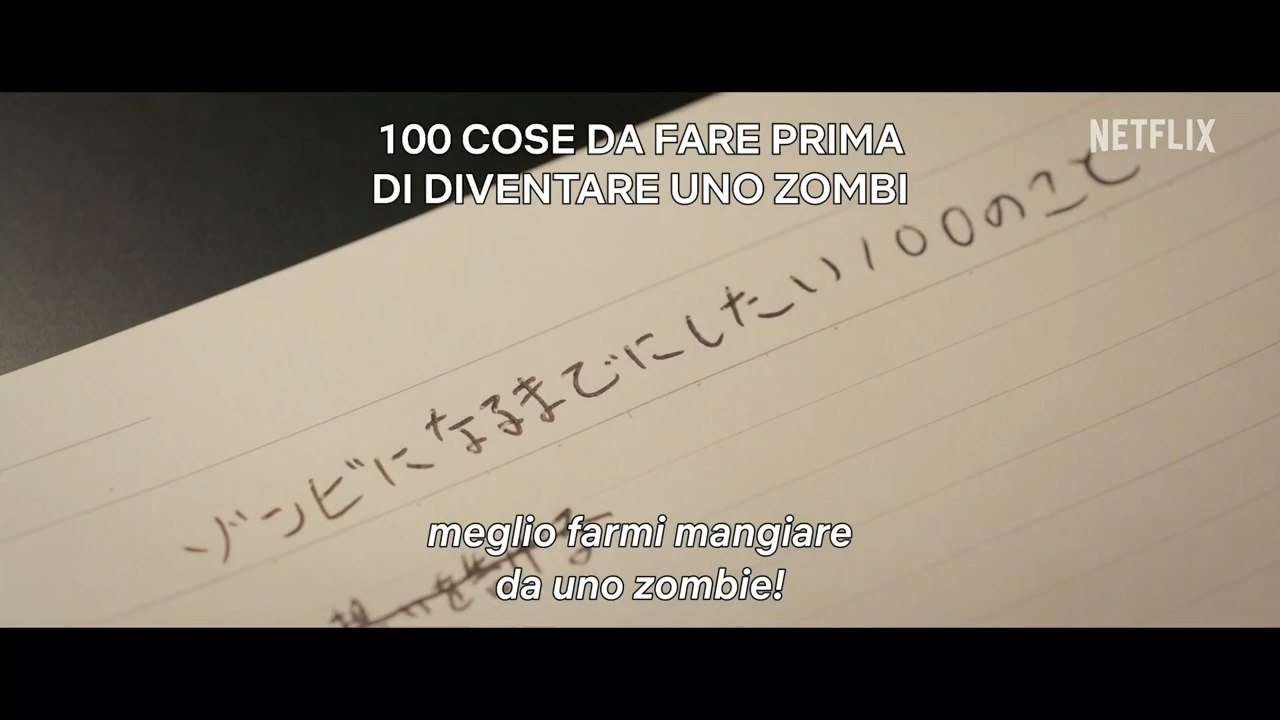 100 COSE DA FARE PRIMA
DI DIVENTARE UNO ZOMBI
NETFLIX
ゾンビになるまでにしたい100のこと
meglio farmi mangiare
da uno zombie!